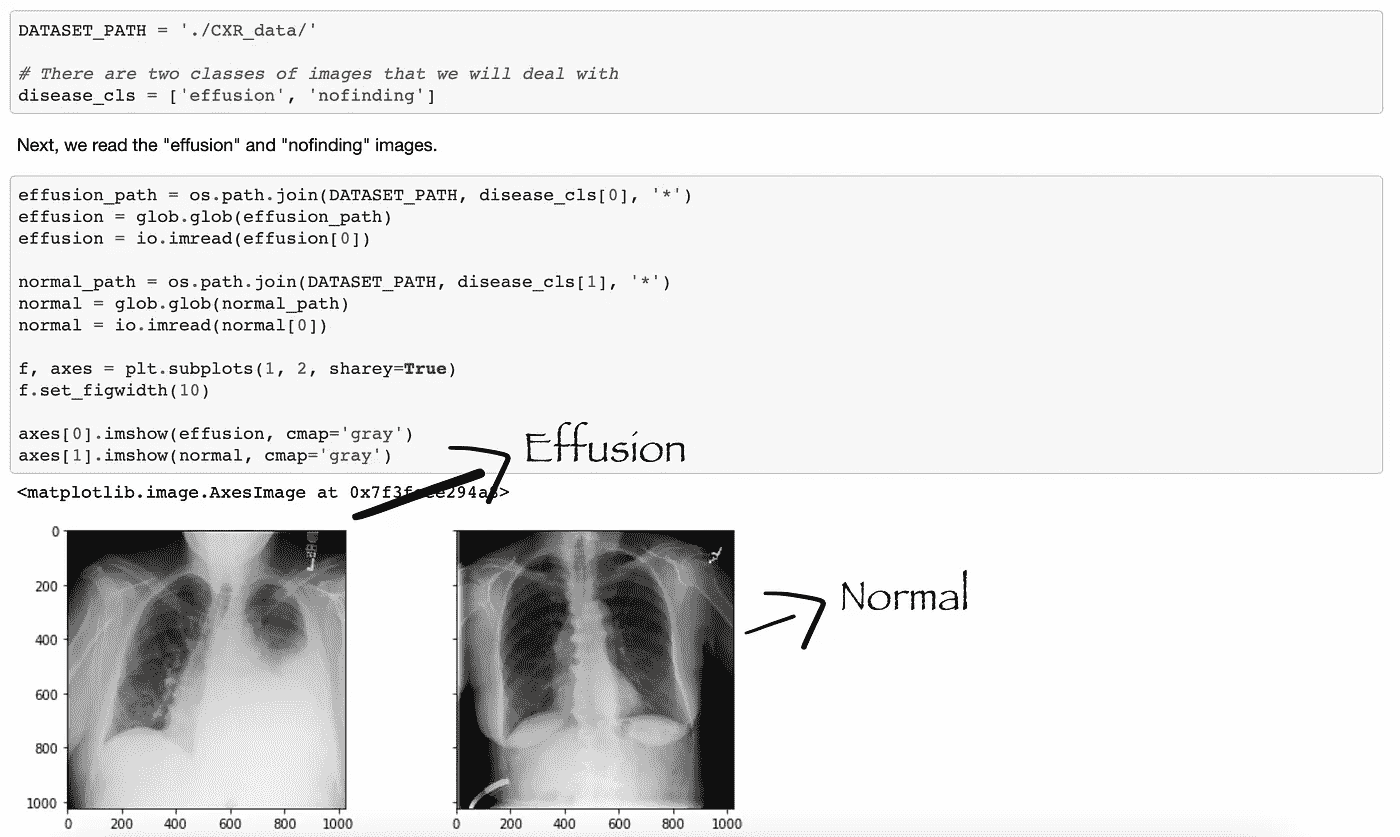 DATASET_PATH = './CXR_data/'
# There are two classes of images that we will deal with
disease_cls = ['effusion', 'nofinding']
Next, we read the "effusion" and "nofinding" images.
effusion_path = os.path.join(DATASET_PATH, disease_cls[0], '*')
effusion = glob.glob(effusion_path)
effusion = io.imread(effusion[0])
normal_path = os.path.join(DATASET_PATH, disease_cls[1], '*')
normal = glob.glob(normal_path)
normal = io.imread(normal[0])
f, axes = plt.subplots(1, 2, sharey=True)
f.set_figwidth(10)
axes[0].imshow(effusion, cmap='gray')
axes[1].imshow(normal, cmap='gray')
Effusion
<matplotlib.image.AxesImage at
0
200
400
600
800
1000
0 200 400 600 800 1000
0 200 400 600 800 1000
Normal